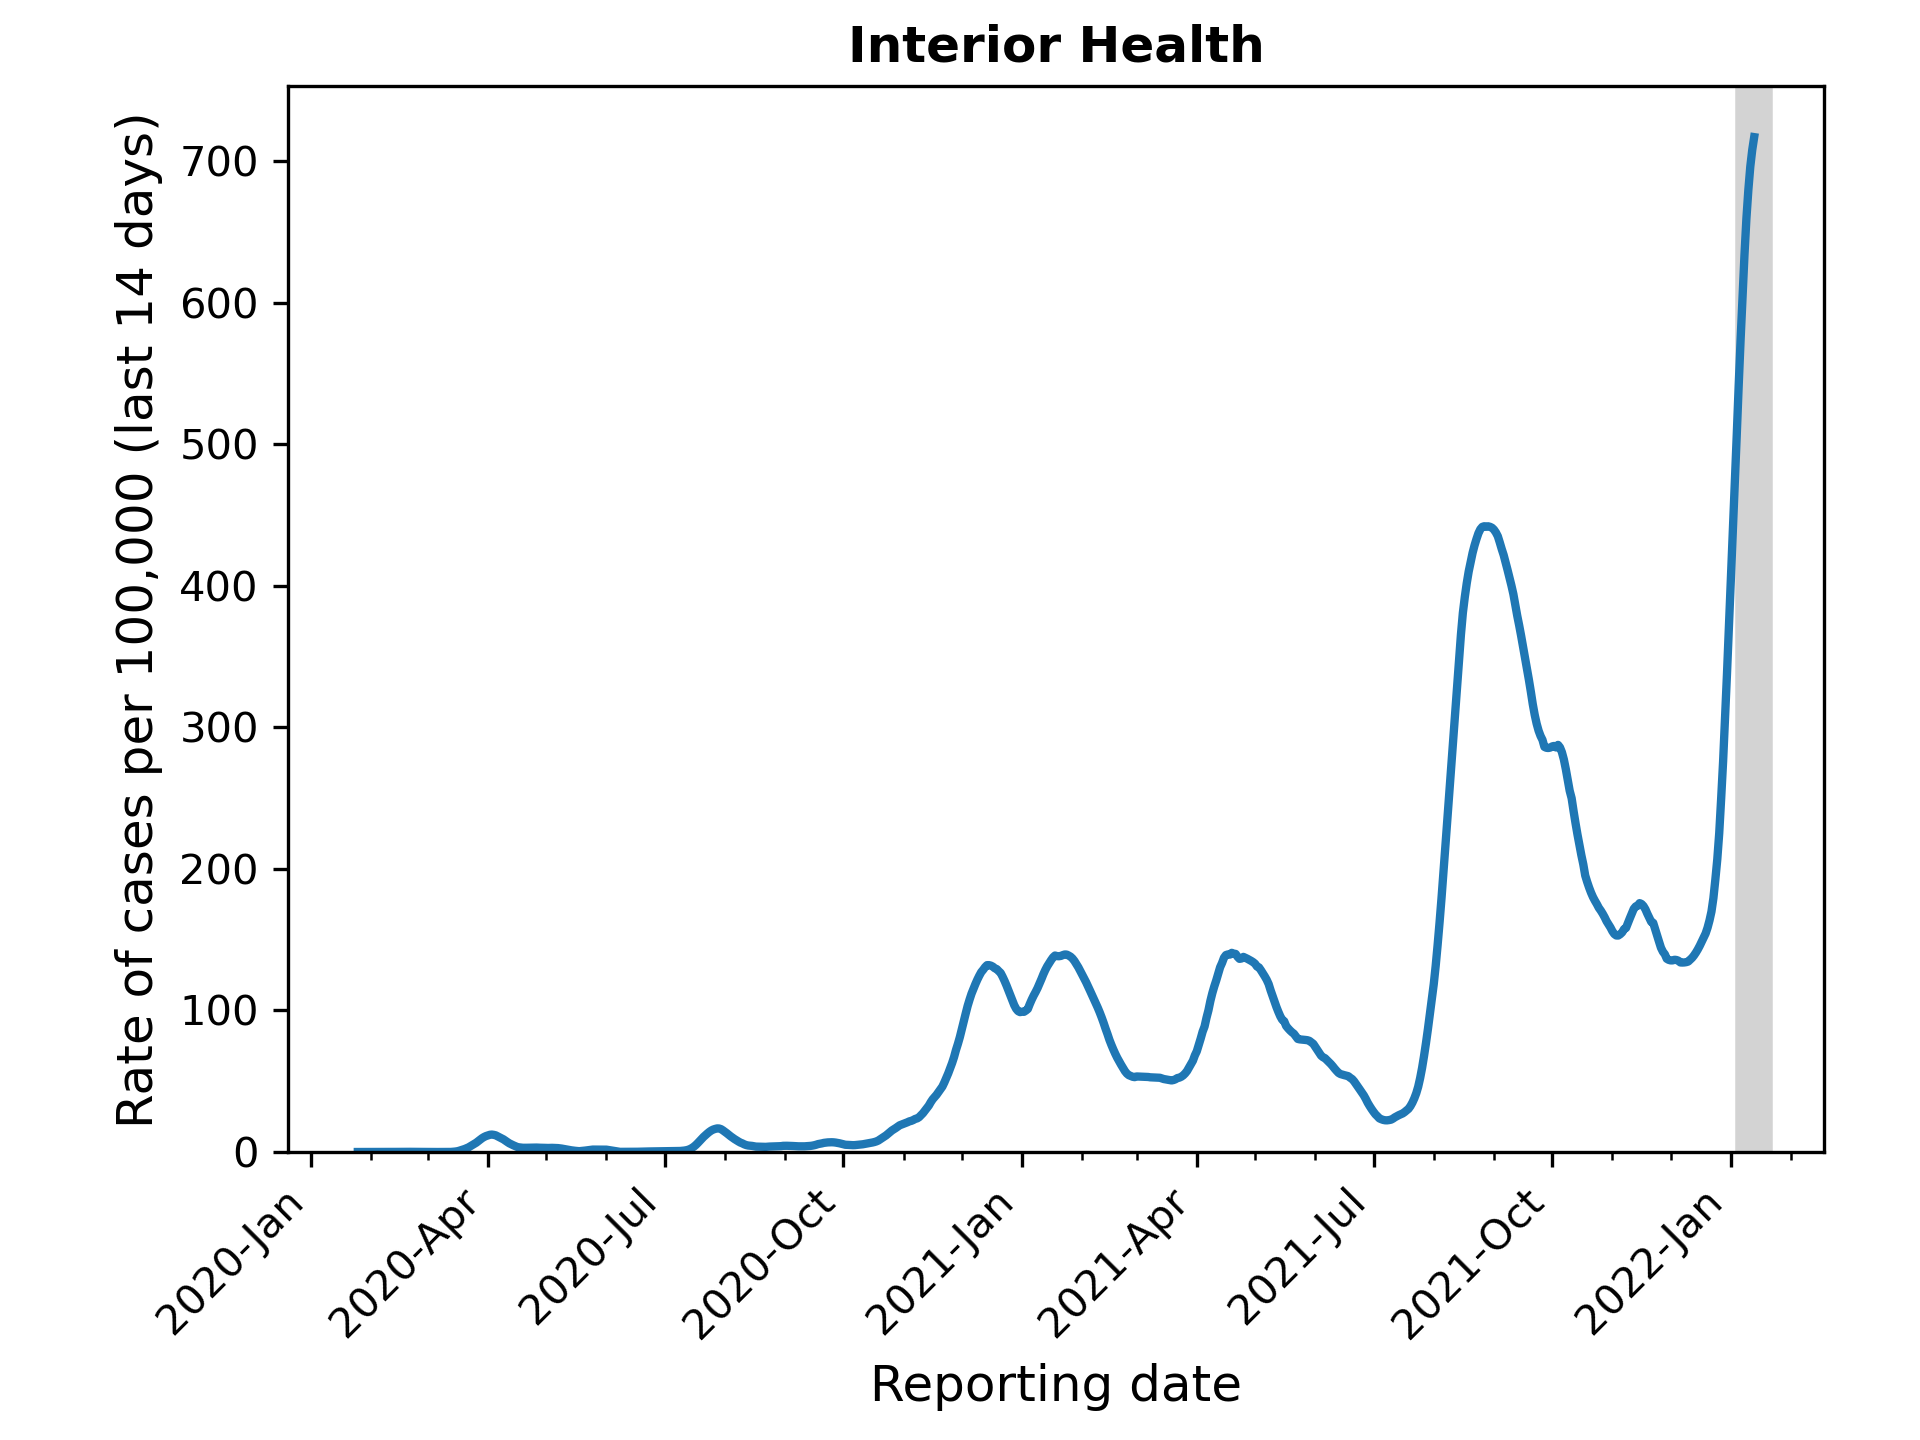 Interior Health
Rate of cases per 100,000 (last 14 days)
700
600
500
400
300
200
100
0
2020-Jan
2020-Apr
2020-Jul
2020-Oct
2021-Jan
2021-Apr
2021-Jul
2021-Oct
2022-Jan
Reporting date